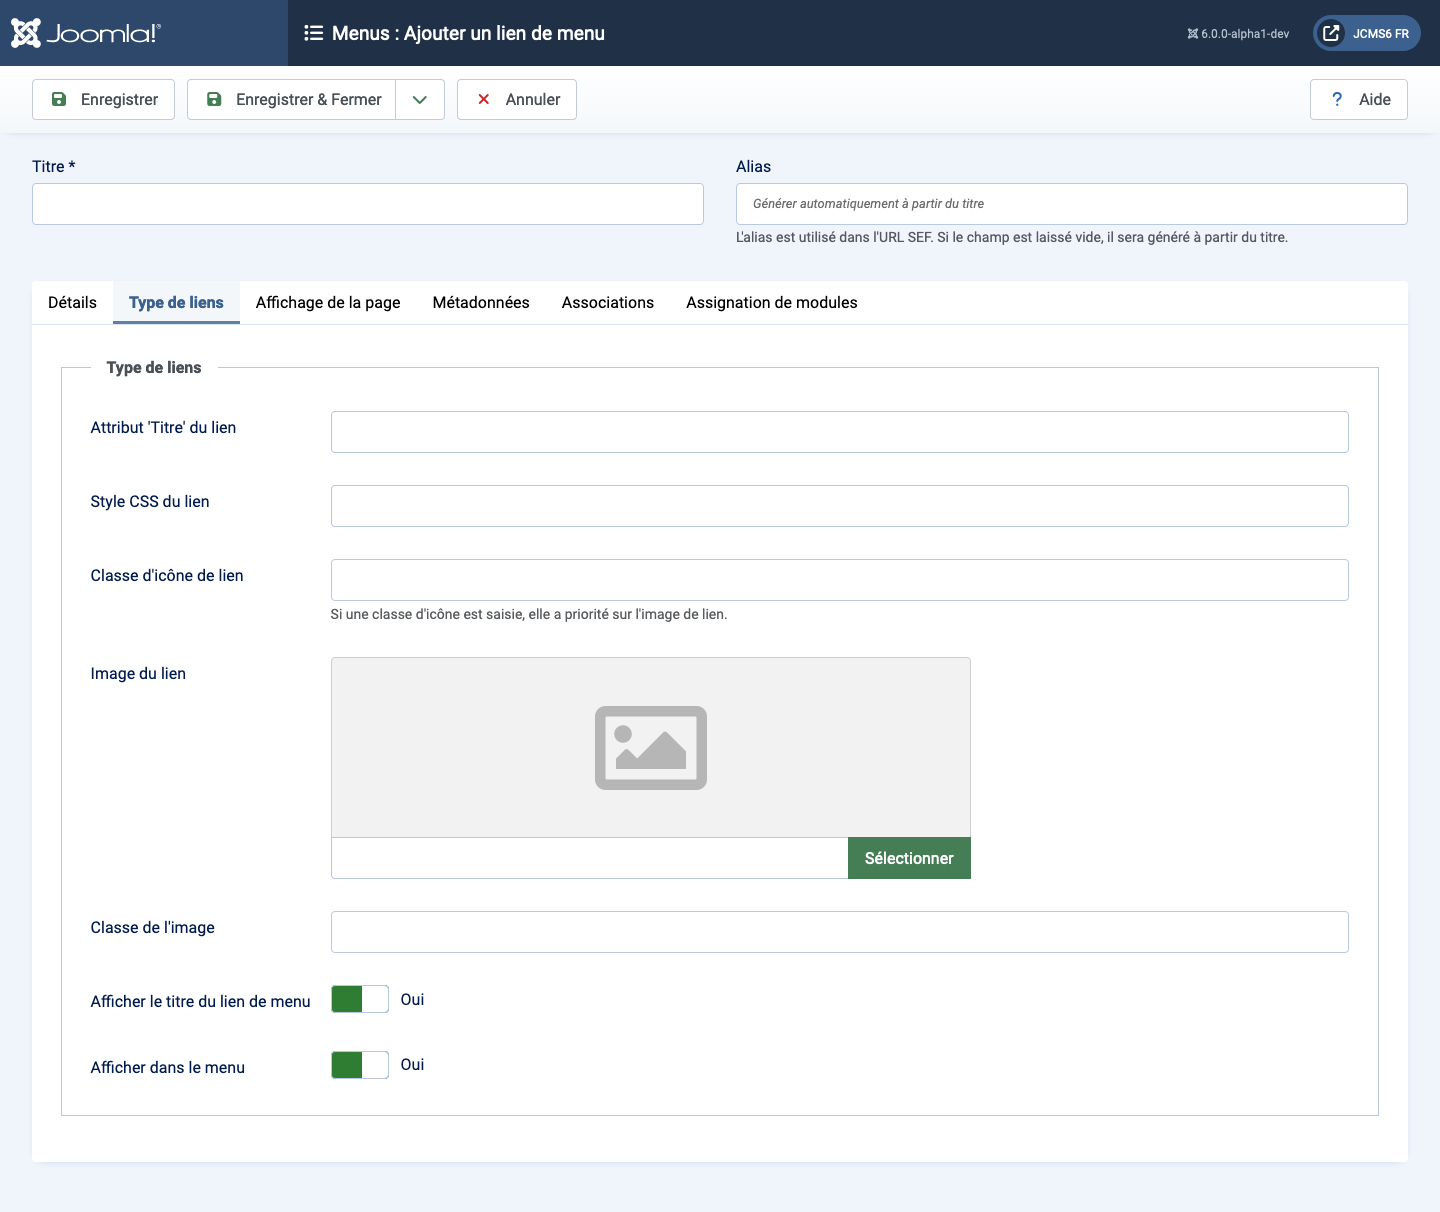 Joomla!®
Menus : Ajouter un lien de menu
6.0.0-alpha1-dev
JCMS6 FR
Enregistrer
Enregistrer & Fermer
Annuler
? Aide
Titre *
Alias
Générer automatiquement à partir du titre
L'alias est utilisé dans l'URL SEF. Si le champ est laissé vide, il sera généré à partir du titre.
Détails
Type de liens
Affichage de la page
Métadonnées
Associations
Assignation de modules
Type de liens
Attribut 'Titre' du lien
Style CSS du lien
Classe d'icône de lien
Si une classe d'icône est saisie, elle a priorité sur l'image de lien.
Image du lien
Sélectionner
Classe de l'image
Afficher le titre du lien de menu
Oui
Afficher dans le menu
Oui